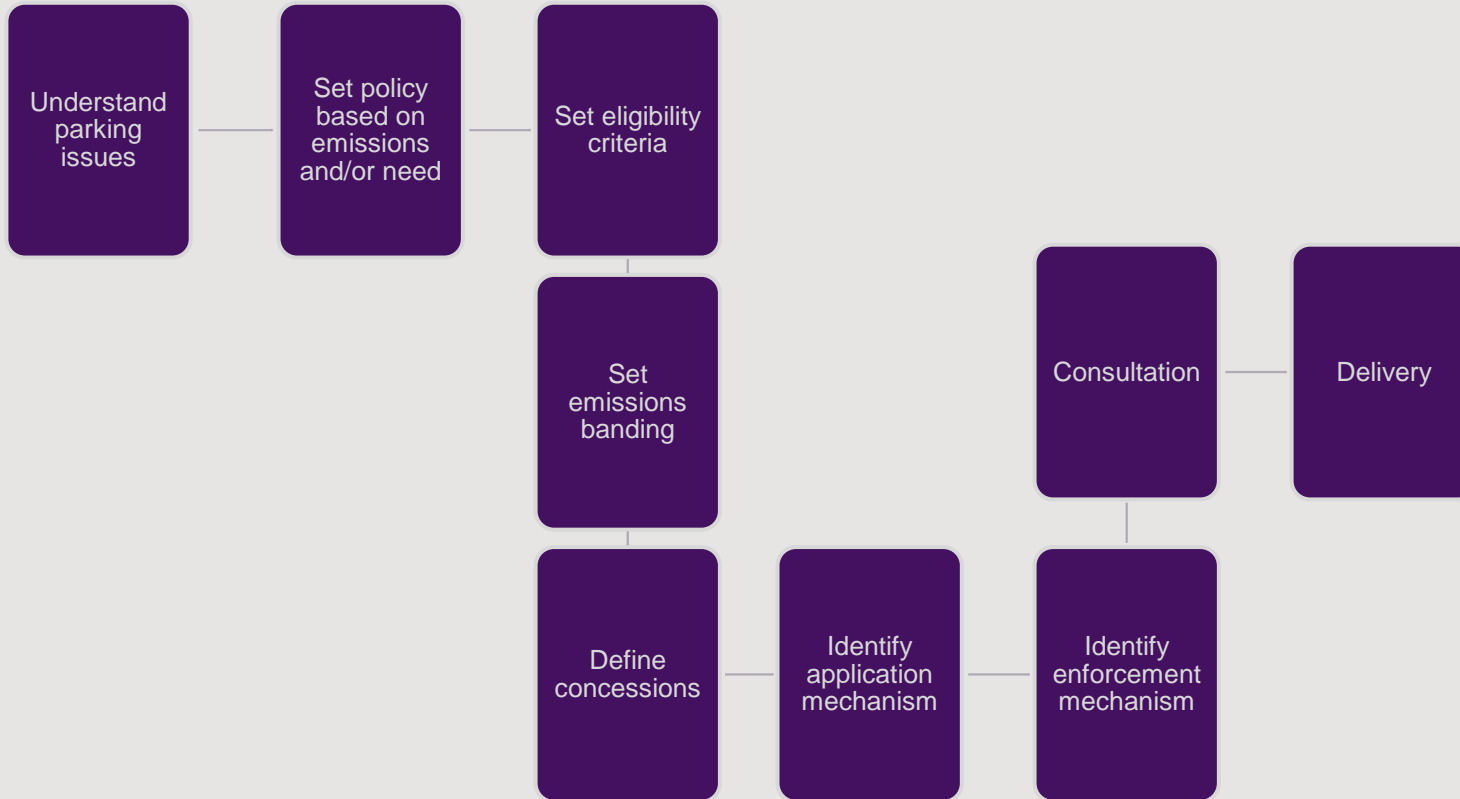 Understand
parking
issues
Set policy
based on
emissions
and/or need
Set eligibility
criteria
Set
emissions
banding
Define
concessions
Identify
application
mechanism
Identify
enforcement
mechanism
Consultation
Delivery